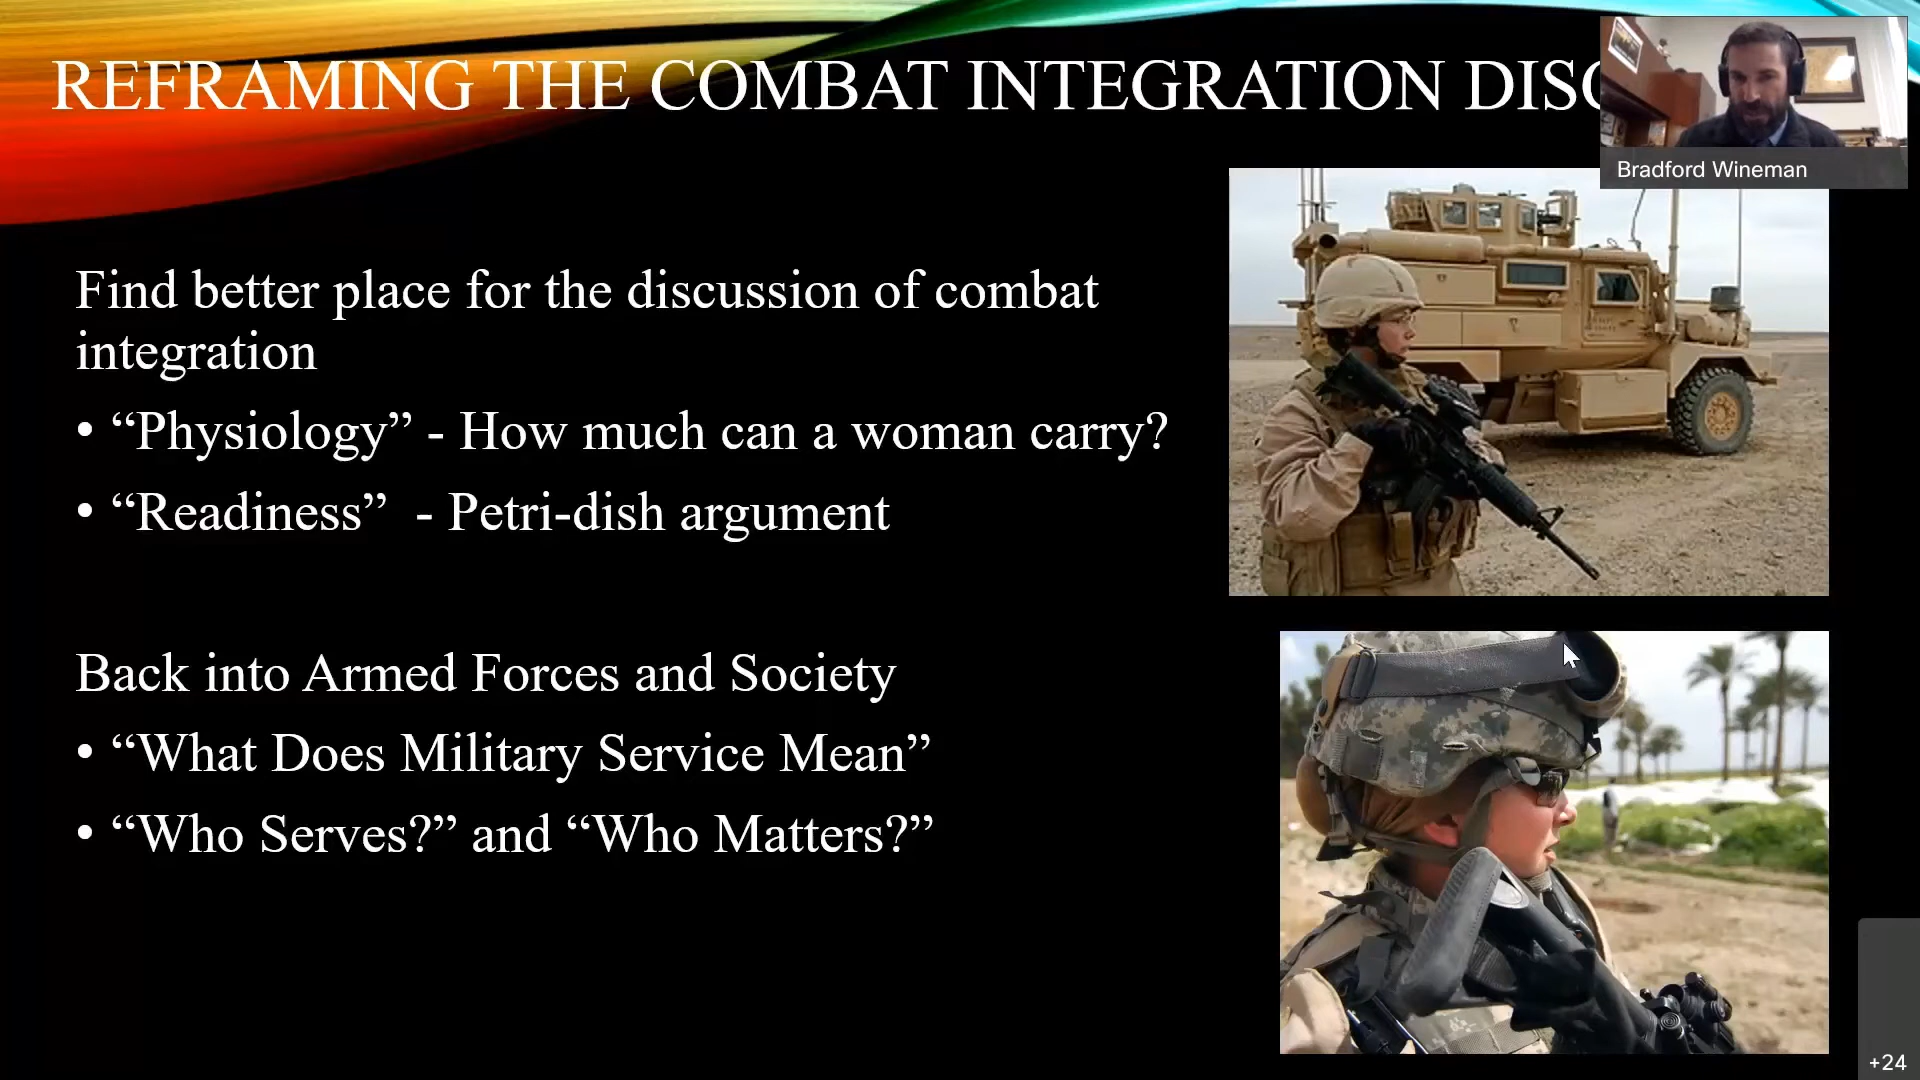 REFRAMING THE COMBAT INTEGRATION
Bradford Wineman
Find better place for the discussion of combat
integration
• “Physiology” - How much can a woman carry?
• “Readiness”  - Petri-dish argument
Back into Armed Forces and Society
• “What Does Military Service Mean”
• “Who Serves?” and “Who Matters?”
+24